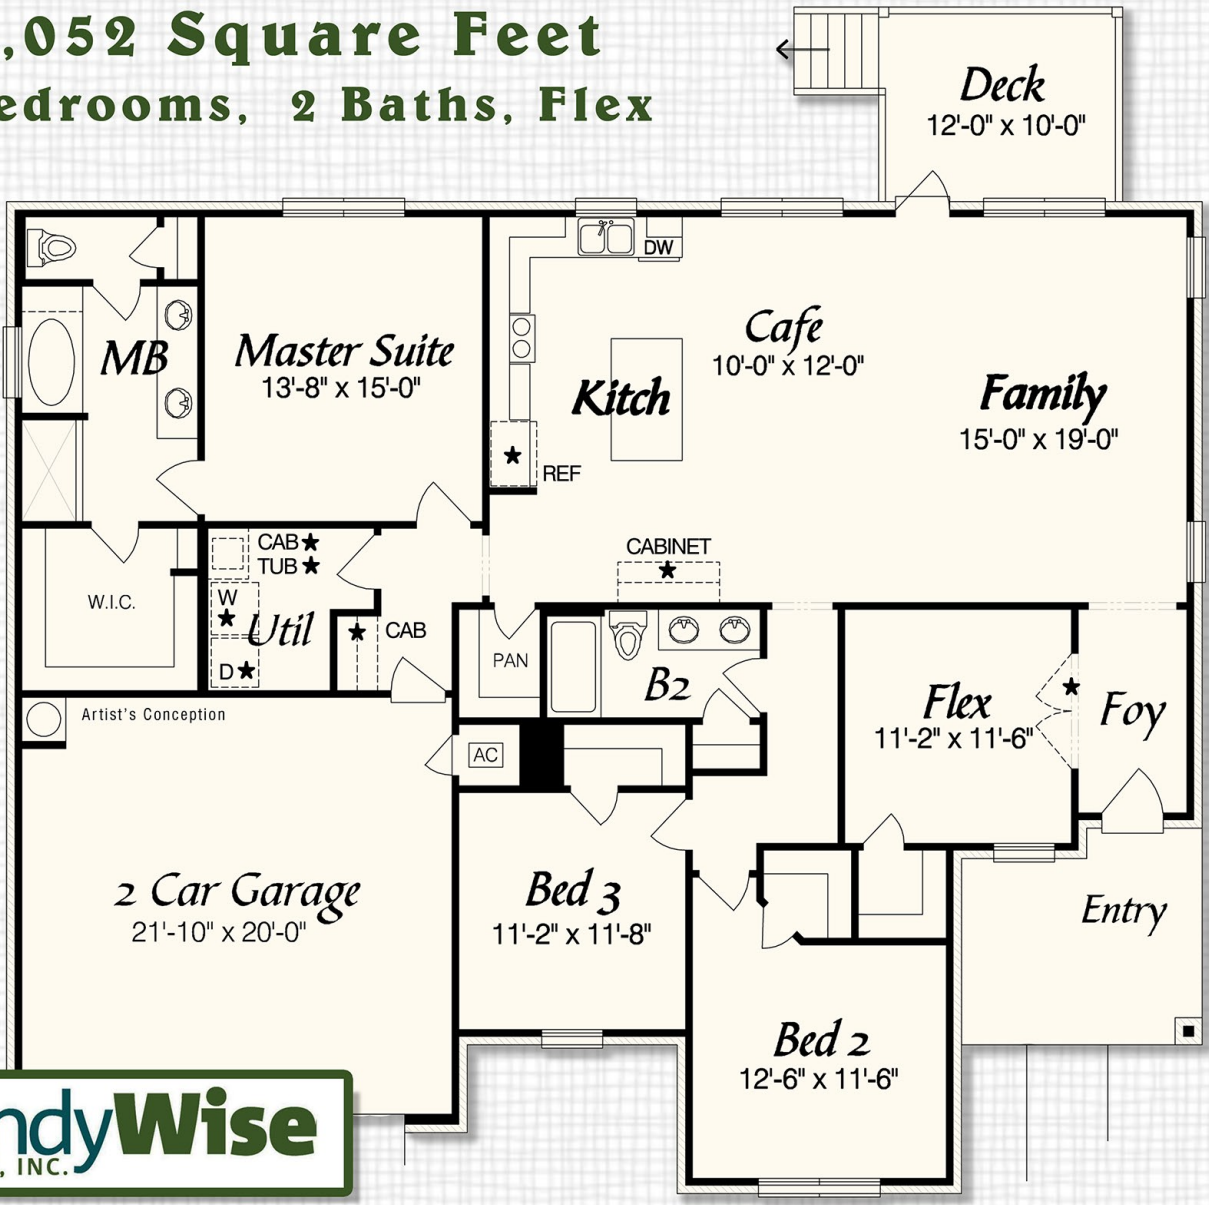 ,052 Square Feet
edrooms, 2 Baths, Flex
Deck
12'-0" x 10'-0"
DW
MB
Master Suite
13'-8" x 15'-0"
Cafe
10'-0" x 12'-0"
Kitch
Family
15'-0" x 19'-0"
REF
CAB★
TUB★
CABINET
★
W.I.C.
W
★
Util
D★
★ CAB
PAN
B2
Flex
11'-2" x 11'-6"
★
Foy
Artist's Conception
AC
2 Car Garage
21'-10" x 20'-0"
Bed 3
11'-2" x 11'-8"
Entry
Bed 2
12'-6" x 11'-6"
ndyWise
, INC.